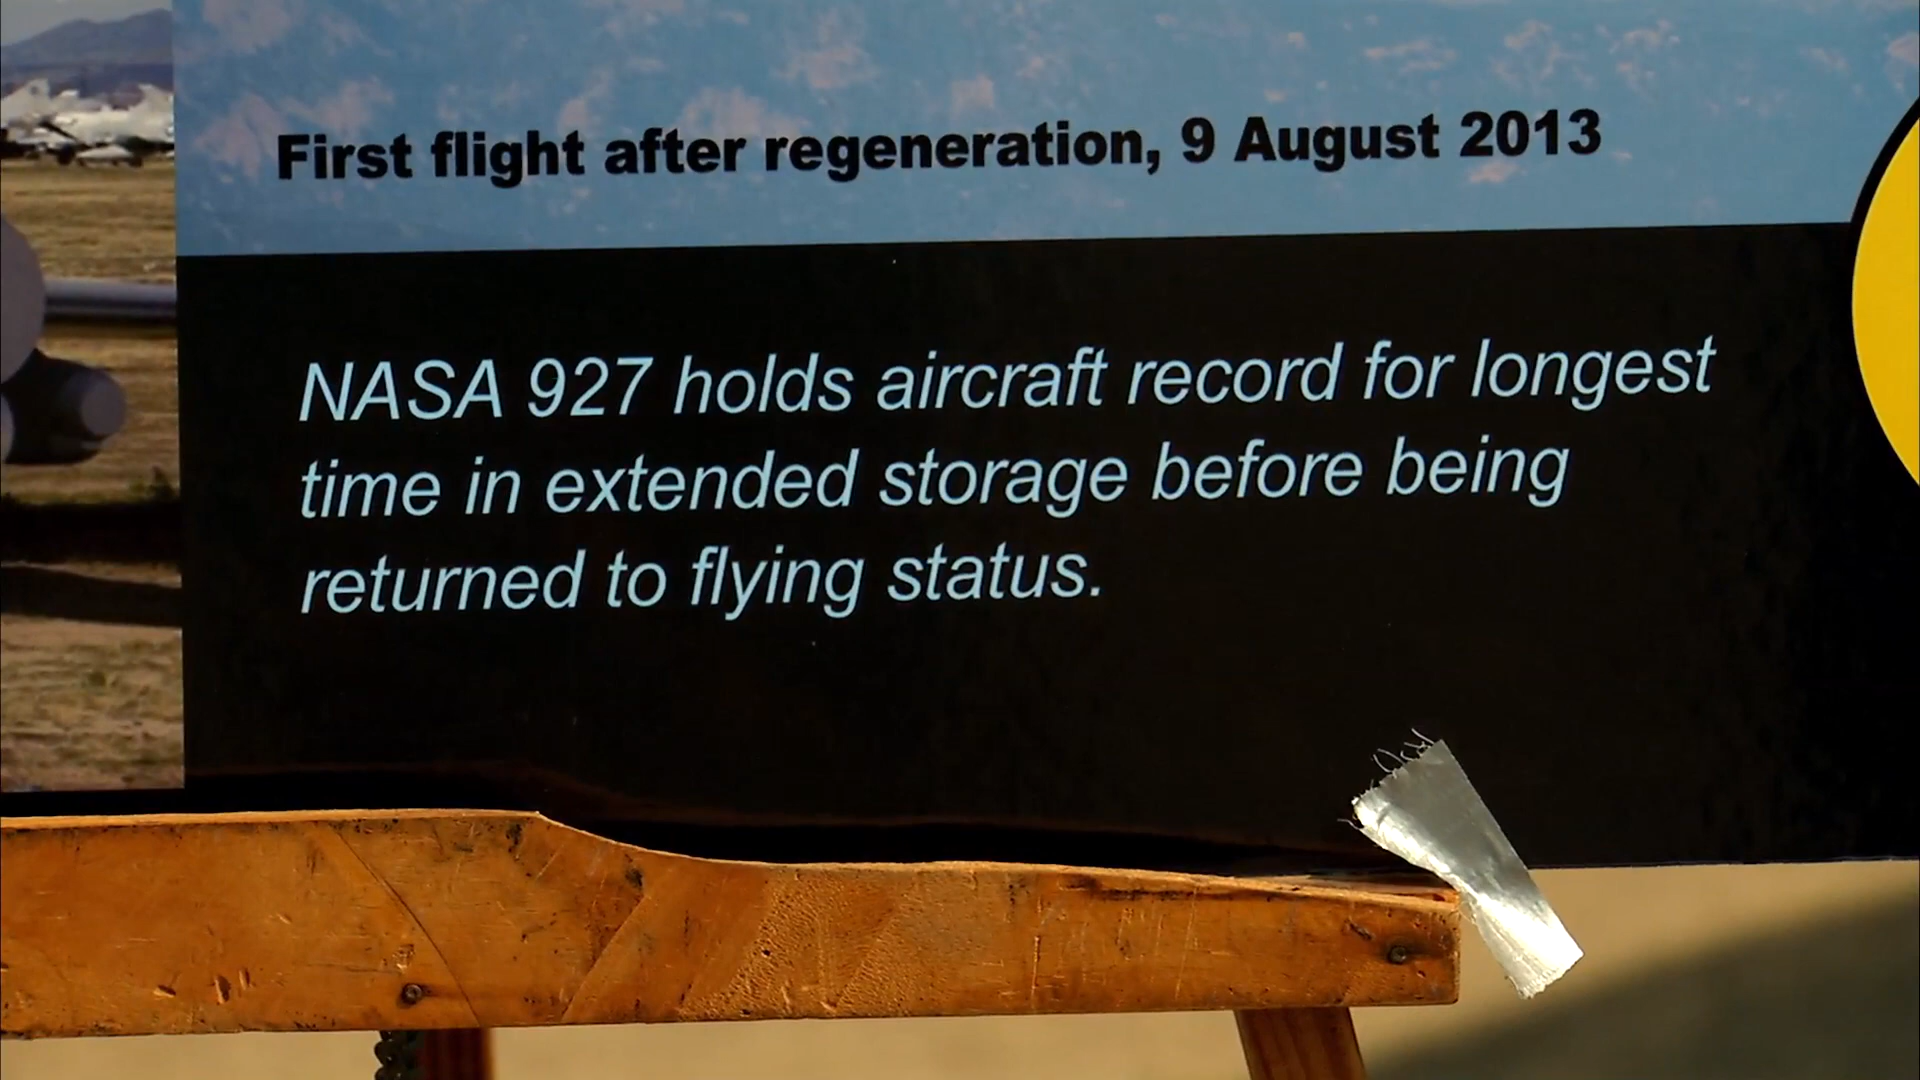 First flight after regeneration, 9 August 2013
NASA 927 holds aircraft record for longest
time in extended storage before being
returned to flying status.